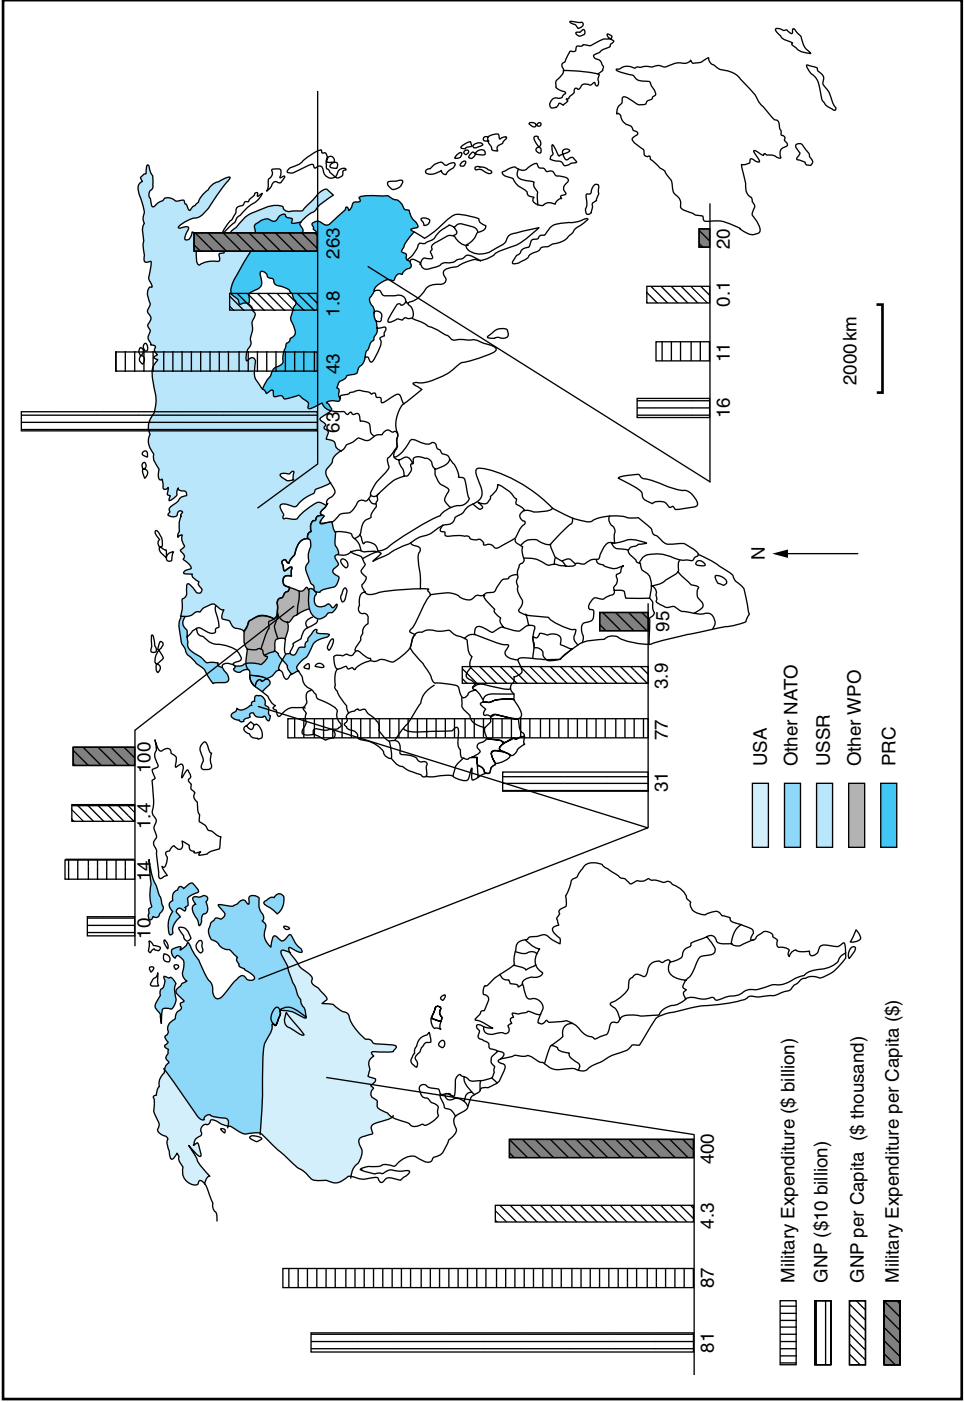 10 14 1.4 100
63 43 1.8 263
31 77 3.9 95
16 11 0.1 20
81 87 4.3 400
N
2000 km
USA
Other NATO
USSR
Other WPO
PRC
Military Expenditure ($ billion)
GNP ($10 billion)
GNP per Capita ($ thousand)
Military Expenditure per Capita ($)